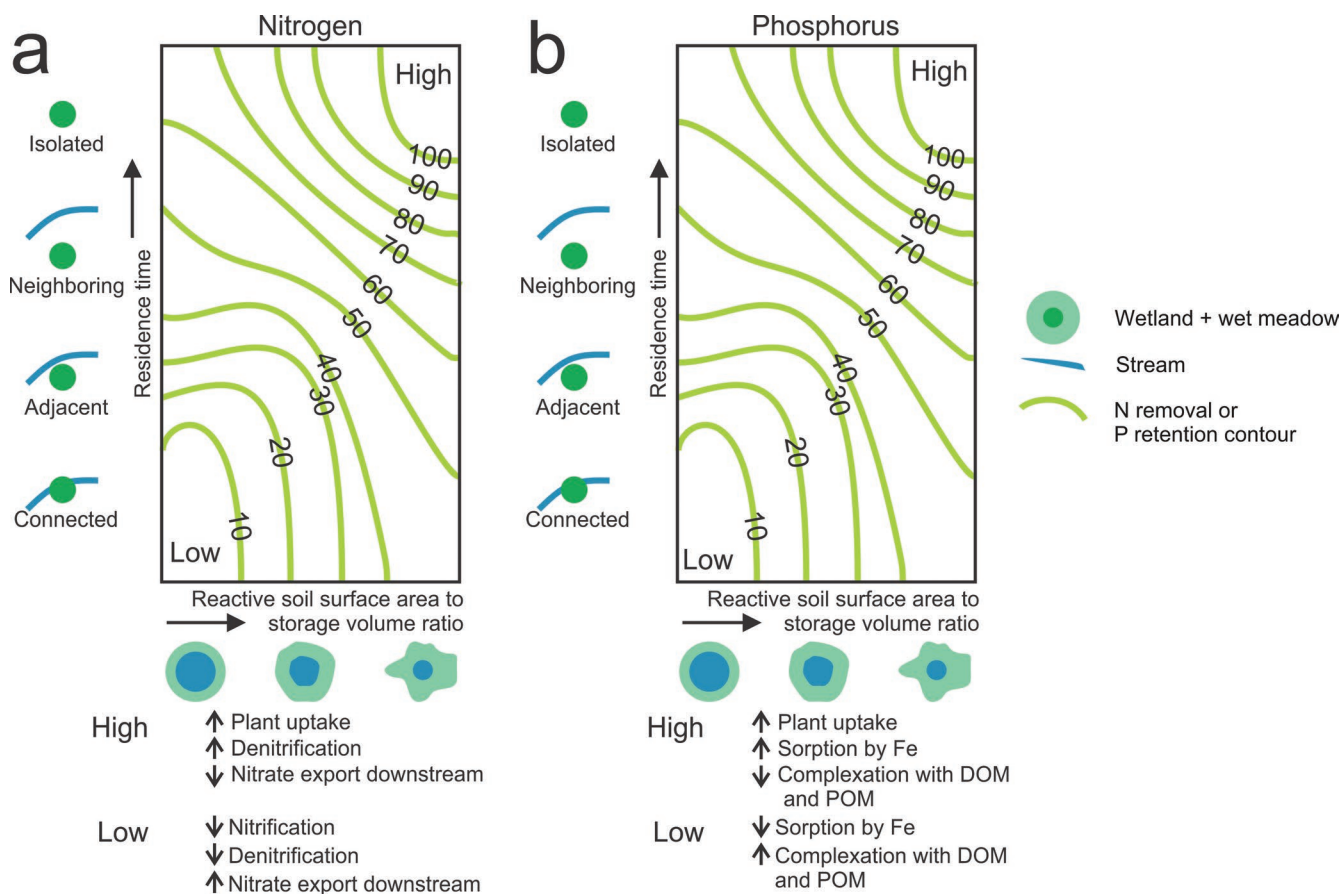 a
Nitrogen
High
Isolated
Neighboring
Adjacent
Connected
Residence time
100
90
80
70
60
50
40
30
20
10
Low
Reactive soil surface area to
storage volume ratio
High
↑ Plant uptake
↑ Denitrification
↓ Nitrate export downstream
Low
↓ Nitrification
↓ Denitrification
↑ Nitrate export downstream
b
Phosphorus
High
Isolated
Neighboring
Adjacent
Connected
Residence time
100
90
80
70
60
50
40
30
20
10
Low
Reactive soil surface area to
storage volume ratio
High
↑ Plant uptake
↑ Sorption by Fe
↓ Complexation with DOM
and POM
Low
↓ Sorption by Fe
↑ Complexation with DOM
and POM
Wetland + wet meadow
Stream
N removal or
P retention contour